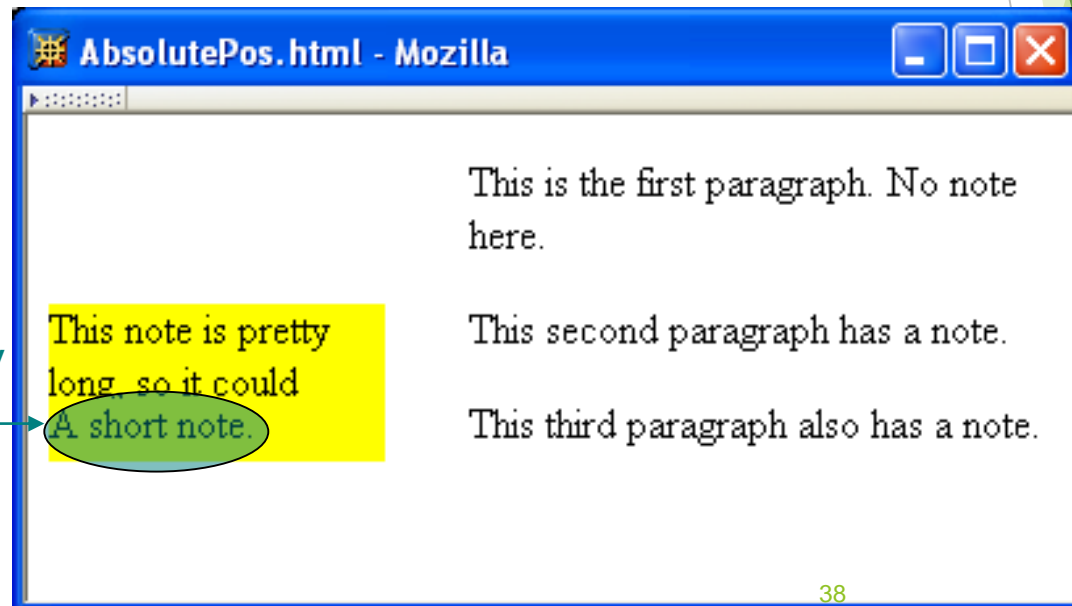 AbsolutePos.html - Mozilla
This is the first paragraph. No note
here.
This note is pretty
long, so it could
A short note.
This second paragraph has a note.
This third paragraph also has a note.
38